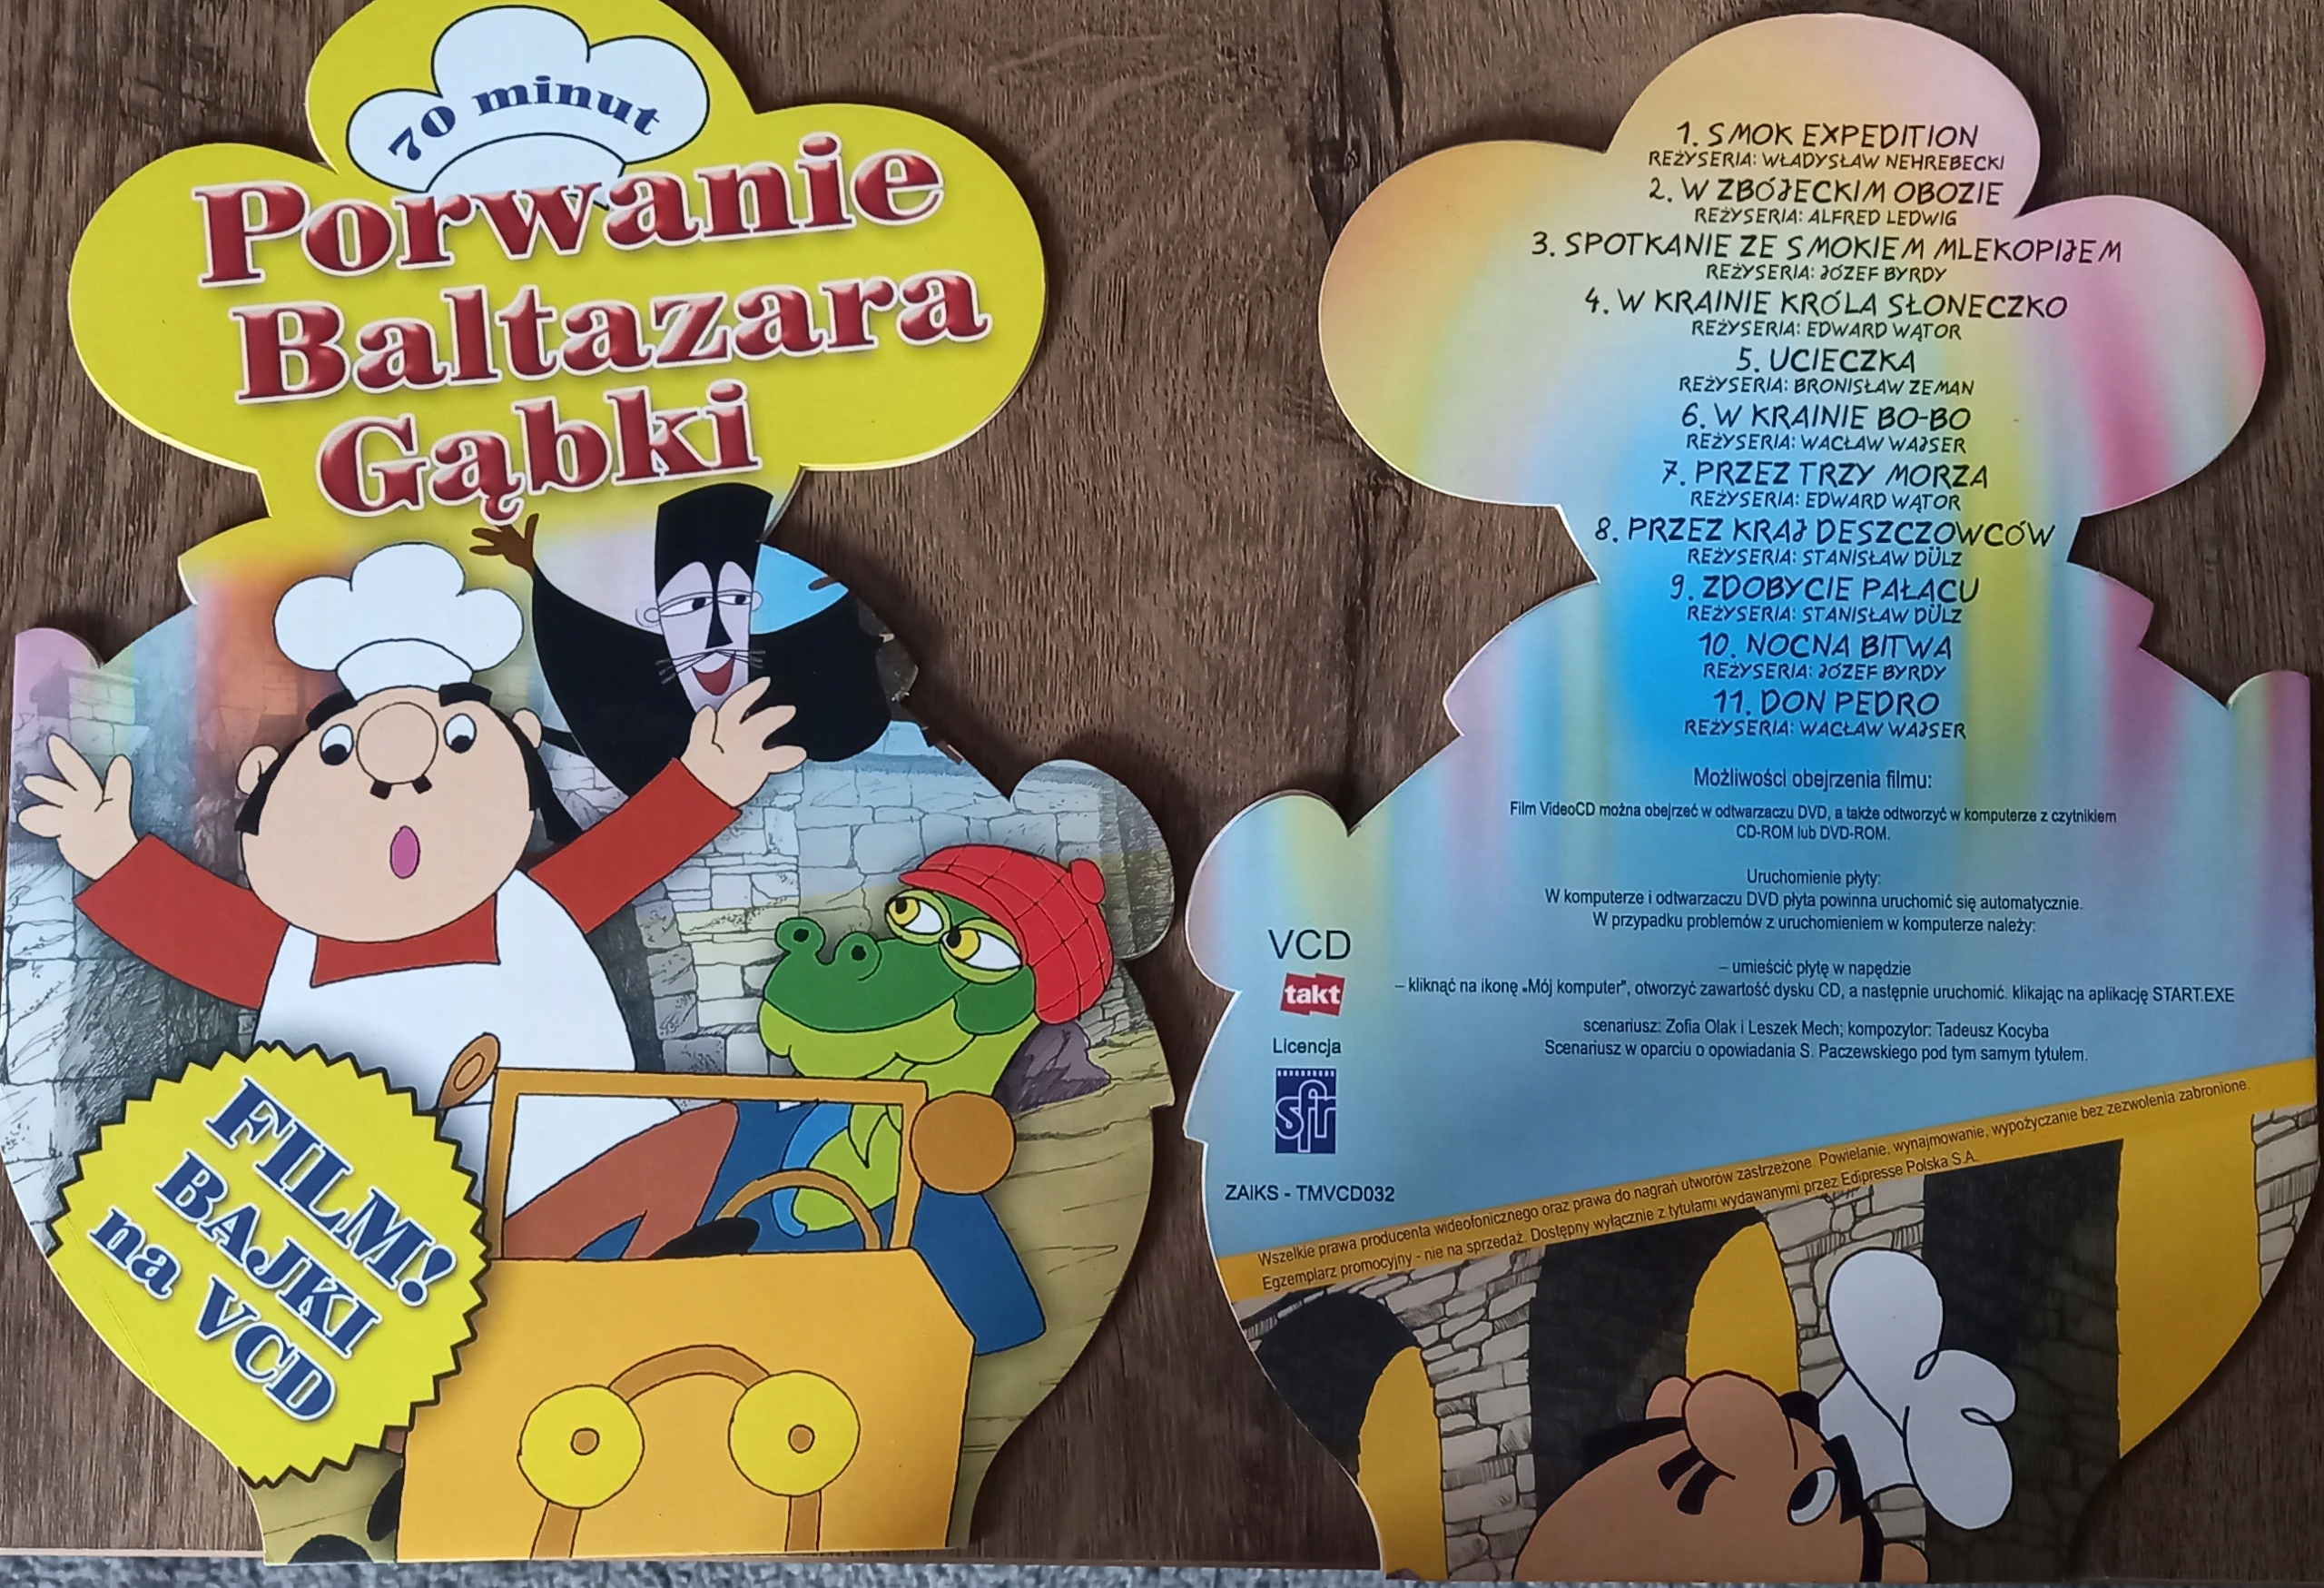 70 minut
Porwanie
Baltazara
Gąbki
FILM!
BAJKI
na VCD
1. SMOK EXPEDITION
REŻYSERIA: WŁADYSŁAW NEHREBECKI
2. W ZBÓJECKIM OBOZIE
REŻYSERIA: ALFRED LEDWIG
3. SPOTKANIE ZE SMOKIEM MLEKOPIJEM
REŻYSERIA: JÓZEF BYRDY
4. W KRAINIE KRÓLA SŁONECZKO
REŻYSERIA: EDWARD WĄTOR
5. UCIECZKA
REŻYSERIA: BRONISŁAW ZEMAN
6. W KRAINIE BO-BO
REŻYSERIA: WACŁAW WAJSER
7. PRZEZ TRZY MORZA
REŻYSERIA: EDWARD WĄTOR
8. PRZEZ KRAJ DESZCZOWCÓW
REŻYSERIA: STANISŁAW DÜLZ
9. ZDOBYCIE PAŁACU
REŻYSERIA: STANISŁAW DÜLZ
10. NOCNA BITWA
REŻYSERIA: JÓZEF BYRDY
11. DON PEDRO
REŻYSERIA: WACŁAW WAJSER
Możliwości obejrzenia filmu:
Film VideoCD można obejrzeć w odtwarzaczu DVD, a także odtworzyć w komputerze z czytnikiem
CD-ROM lub DVD-ROM.
Uruchomienie płyty:
W komputerze i odtwarzaczu DVD płyta powinna uruchomić się automatycznie.
W przypadku problemów z uruchomieniem w komputerze należy:
– umieścić płytę w napędzie
– kliknąć na ikonę „Mój komputer", otworzyć zawartość dysku CD, a następnie uruchomić. klikając na aplikację START.EXE
scenariusz: Zofia Olak i Leszek Mech; kompozytor: Tadeusz Kocyba
Scenariusz w oparciu o opowiadania S. Paczewskiego pod tym samym tytułem.
VCD
takt
Licencja
sfr
ZAIKS - TMVCD032
Wszelkie prawa producenta wideofonicznego oraz prawa do nagrań utworów zastrzeżone. Powielanie, wynajmowanie, wypożyczanie bez zezwolenia zabronione.
Egzemplarz promocyjny - nie na sprzedaż. Dostępny wyłącznie z tytułami wydawanymi przez Edipresse Polska S.A.